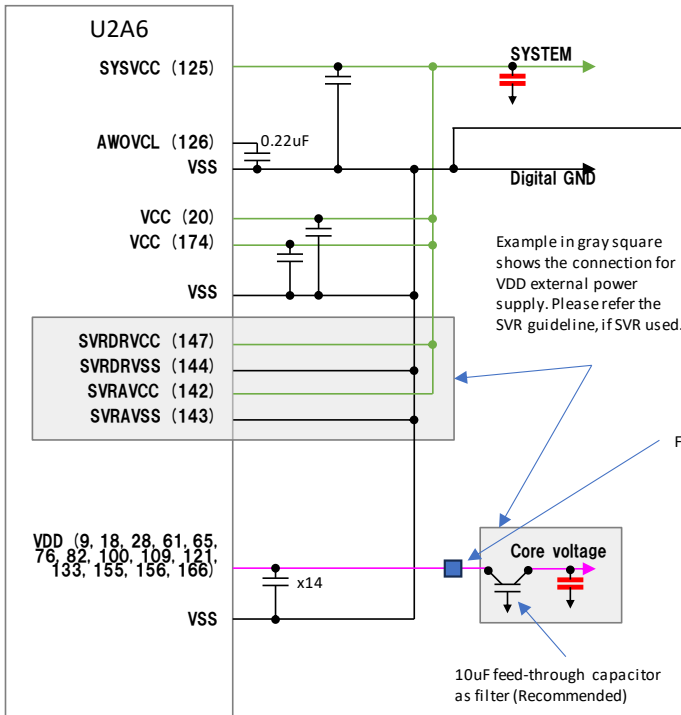 U2A6
SYSVCC (125)
SYSTEM
AWOVCL (126)
0.22uF
VSS
Digital GND
VCC (20)
VCC (174)
Example in gray square
shows the connection for
VDD external power
supply. Please refer the
SVR guideline, if SVR used.
VSS
SVRDRVCC (147)
SVRDRVSS (144)
SVRAVCC (142)
SVRAVSS (143)
F
VDD (9, 18, 28, 61, 65,
76, 82, 100, 109, 121,
133, 155, 156, 166)
Core voltage
x14
VSS
10uF feed-through capacitor
as filter (Recommended)